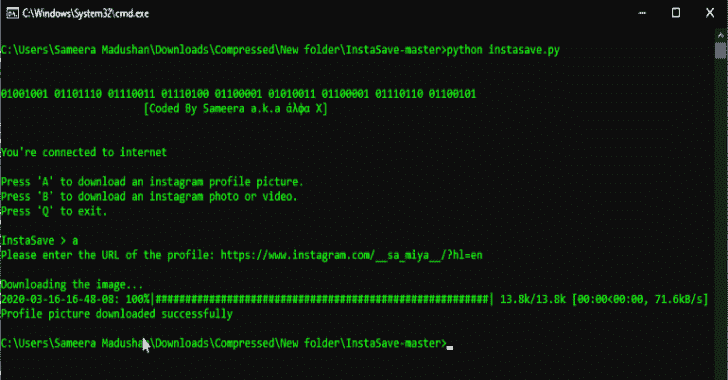 C:\Windows\System32\cmd.exe
C:\Users\Sameera Madushan\Downloads\Compressed\New folder\InstaSave-master>python instasave.py
01001001 01101110 01110011 01110100 01100001 01010011 01100001 01110110 01100101
[Coded By Sameera a.k.a άλφα X]
You're connected to internet
Press 'A' to download an instagram profile picture.
Press 'B' to download an instagram photo or video.
Press 'Q' to exit.
InstaSave > a
Please enter the URL of the profile: https://www.instagram.com/__sa_miya__/?hl=en
Downloading the image...
2020-03-16-16-48-08: 100%|########################################################| 13.8k/13.8k [00:00<00:00, 71.6kB/s]
Profile picture downloaded successfully
C:\Users\Sameera Madushan\Downloads\Compressed\New folder\InstaSave-master>